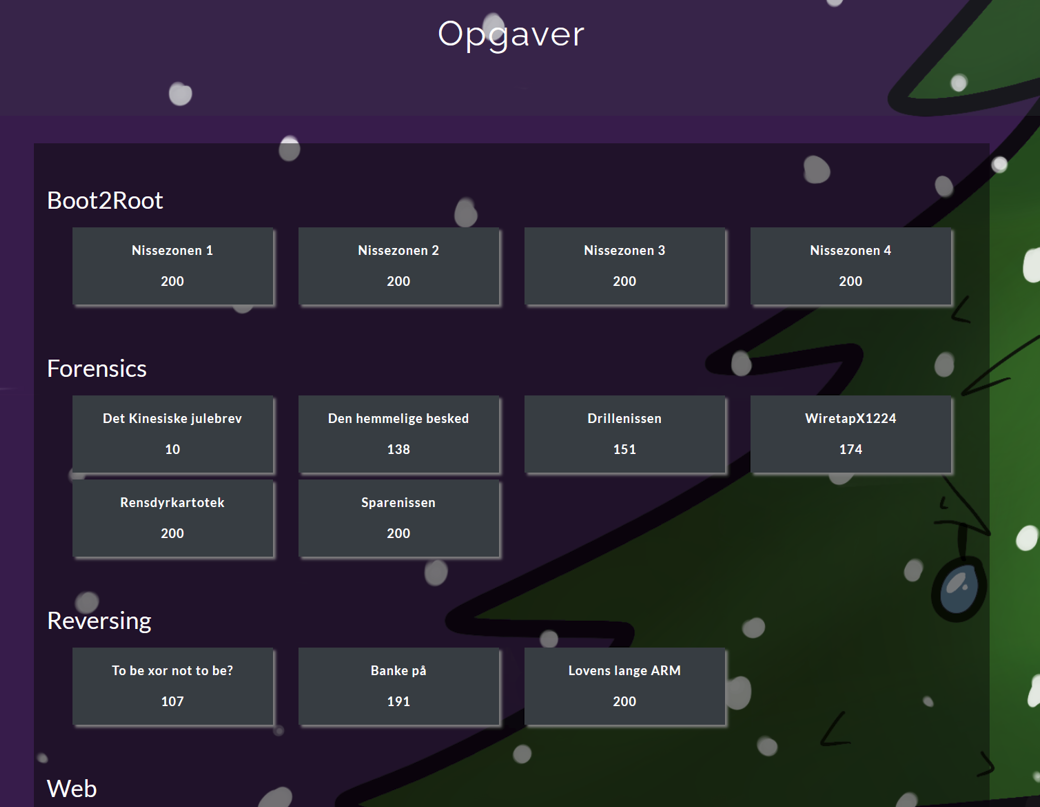 Opgaver
Boot2Root
Nissezonen 1
200
Nissezonen 2
200
Nissezonen 3
200
Nissezonen 4
200
Forensics
Det Kinesiske julebrev
10
Den hemmelige besked
138
Drillenissen
151
WiretapX1224
174
Rensdyrkartotek
200
Sparenissen
200
Reversing
To be xor not to be?
107
Banke på
191
Lovens lange ARM
200
Web